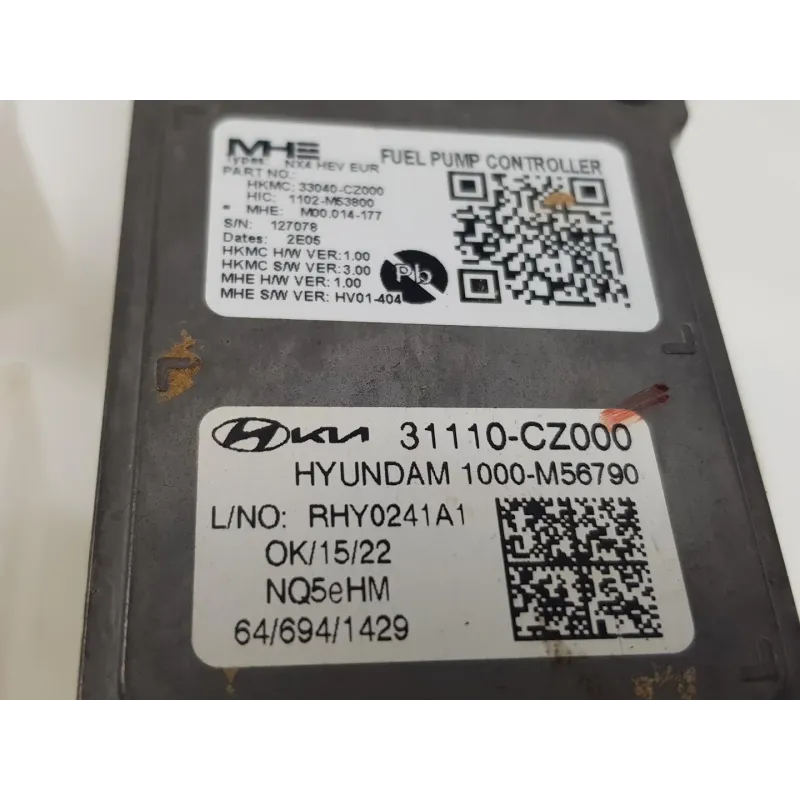 MHE FUEL PUMP CONTROLLER
Types: NX4 HEV EUR
PART NO.:
HKMC: 33040-CZ000
HIC: 1102-M53800
* MHE: M00.014-177
S/N: 127078
Dates: 2E05
HKMC H/W VER: 1.00
HKMC S/W VER: 3.00
MHE H/W VER: 1.00
MHE S/W VER: HV01-404
Pb
KIA 31110-CZ000
HYUNDAM 1000-M56790
L/NO: RHY0241A1
OK/15/22
NQ5eHM
64/694/1429